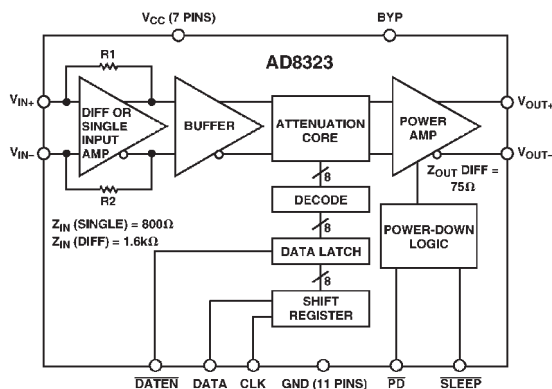 VCC (7 PINS)
BYP
AD8323
R1
VIN+
VOUT+
DIFF OR
SINGLE
INPUT
AMP
BUFFER
ATTENUATION
CORE
POWER
AMP
VIN–
VOUT–
R2
8
ZOUT DIFF =
75Ω
DECODE
ZIN (SINGLE) = 800Ω
ZIN (DIFF) = 1.6kΩ
8
POWER-DOWN
LOGIC
DATA LATCH
8
SHIFT
REGISTER
DATEN
DATA
CLK
GND (11 PINS)
PD
SLEEP